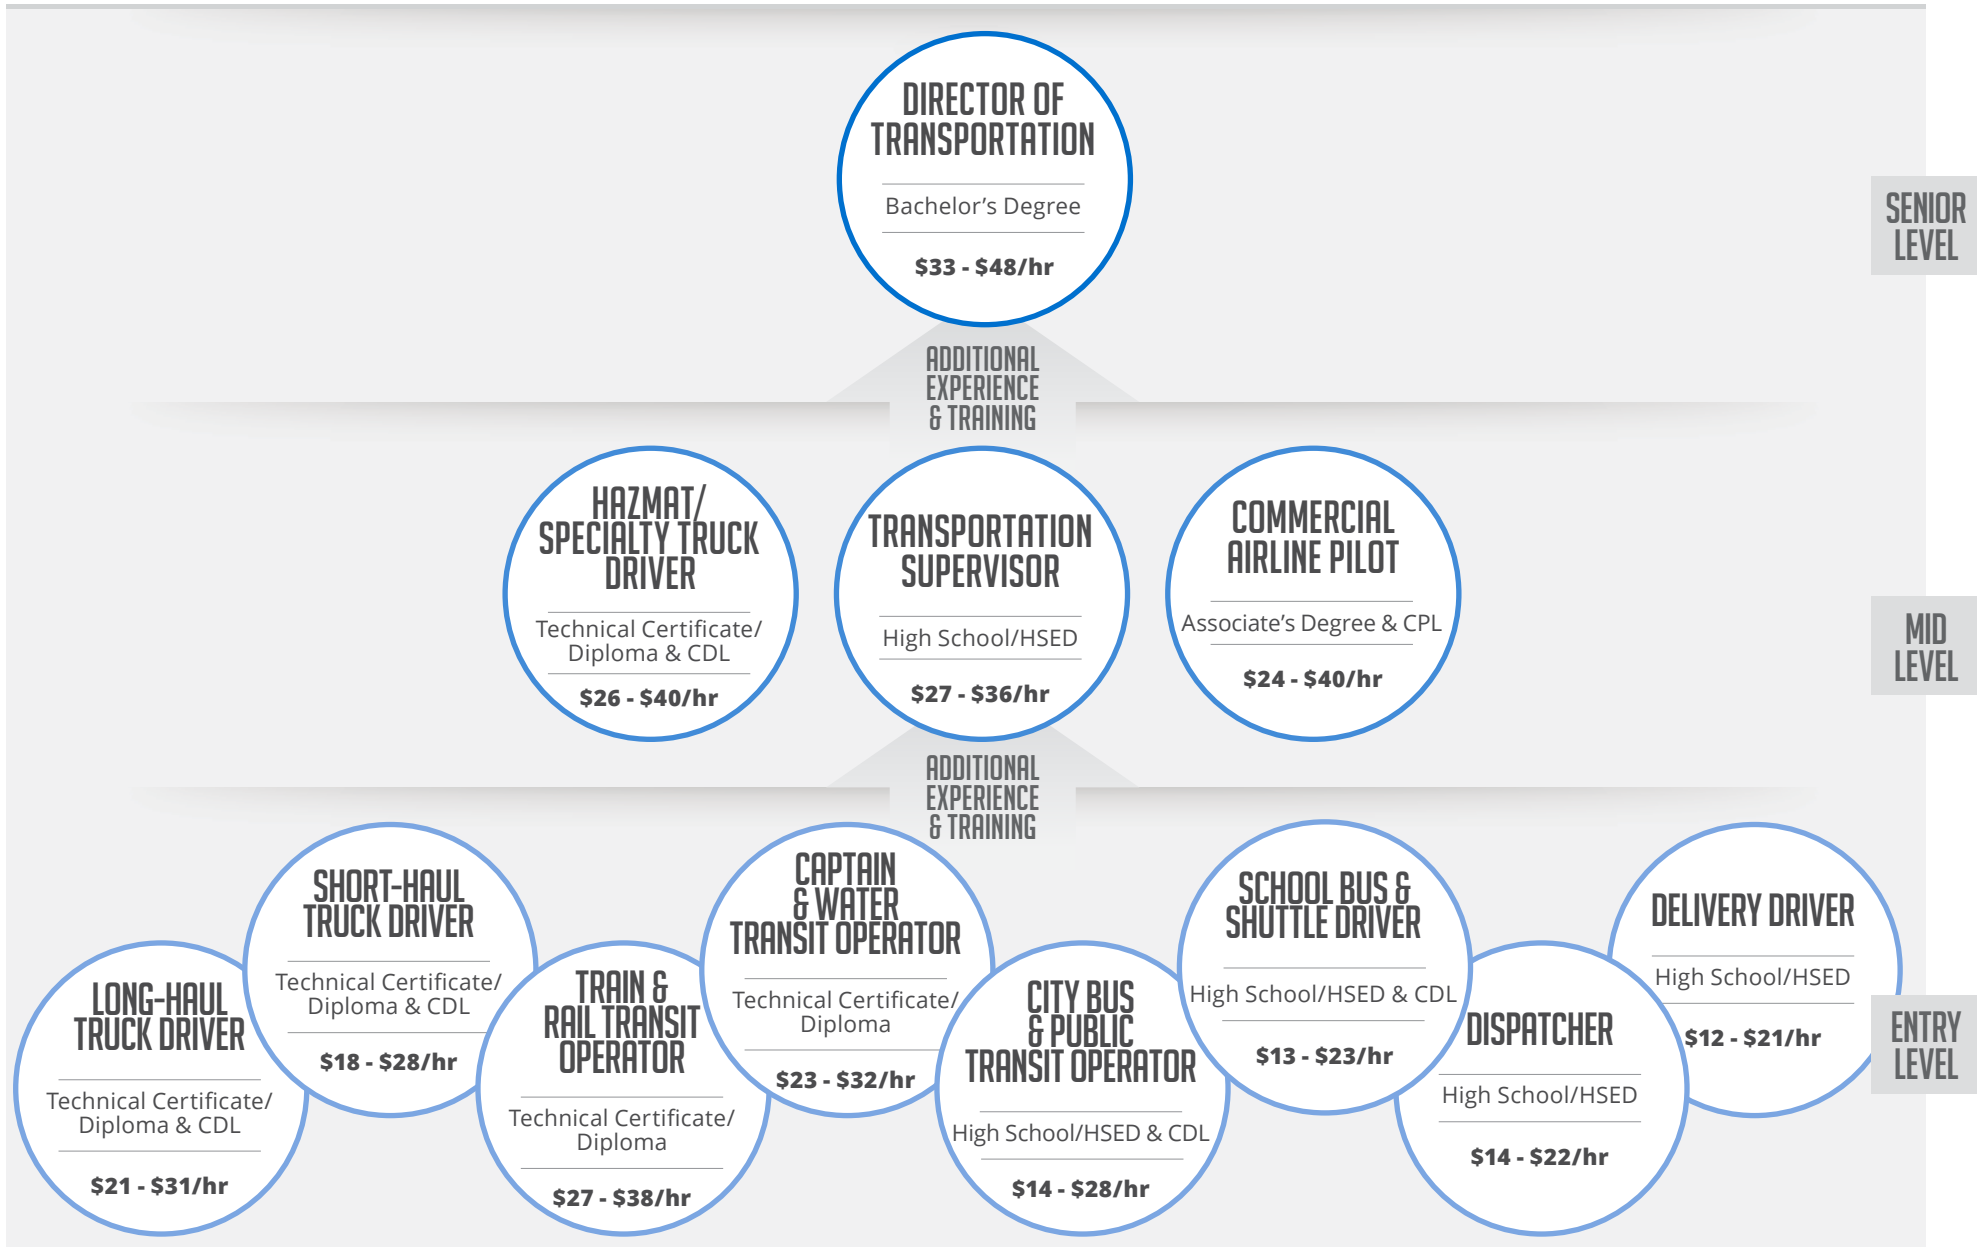 DIRECTOR OF
TRANSPORTATION
Bachelor’s Degree
$33 - $48/hr
SENIOR
LEVEL
ADDITIONAL
EXPERIENCE
& TRAINING
HAZMAT/
SPECIALTY TRUCK
DRIVER
Technical Certificate/
Diploma & CDL
$26 - $40/hr
TRANSPORTATION
SUPERVISOR
High School/HSED
$27 - $36/hr
COMMERCIAL
AIRLINE PILOT
Associate’s Degree & CPL
$24 - $40/hr
MID
LEVEL
ADDITIONAL
EXPERIENCE
& TRAINING
LONG-HAUL
TRUCK DRIVER
Technical Certificate/
Diploma & CDL
$21 - $31/hr
SHORT-HAUL
TRUCK DRIVER
Technical Certificate/
Diploma & CDL
$18 - $28/hr
TRAIN &
RAIL TRANSIT
OPERATOR
Technical Certificate/
Diploma
$27 - $38/hr
CAPTAIN
& WATER
TRANSIT OPERATOR
Technical Certificate/
Diploma
$23 - $32/hr
CITY BUS
& PUBLIC
TRANSIT OPERATOR
High School/HSED & CDL
$14 - $28/hr
SCHOOL BUS &
SHUTTLE DRIVER
High School/HSED & CDL
$13 - $23/hr
DISPATCHER
High School/HSED
$14 - $22/hr
DELIVERY DRIVER
High School/HSED
$12 - $21/hr
ENTRY
LEVEL